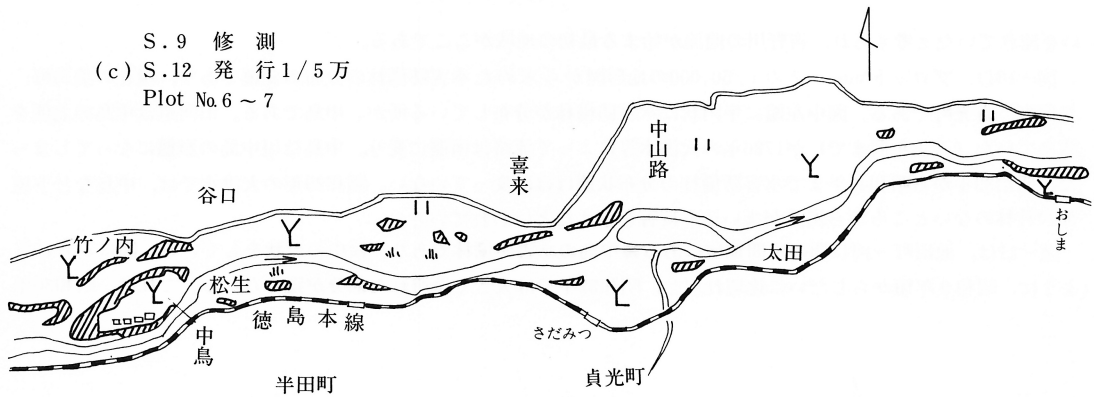 S.9 修測
(c) S.12 発行1/5万
Plot No.6～7
中山路
喜来
谷口
竹ノ内
おしま
太田
松生
徳島本線
中鳥
さだみつ
半田町
貞光町